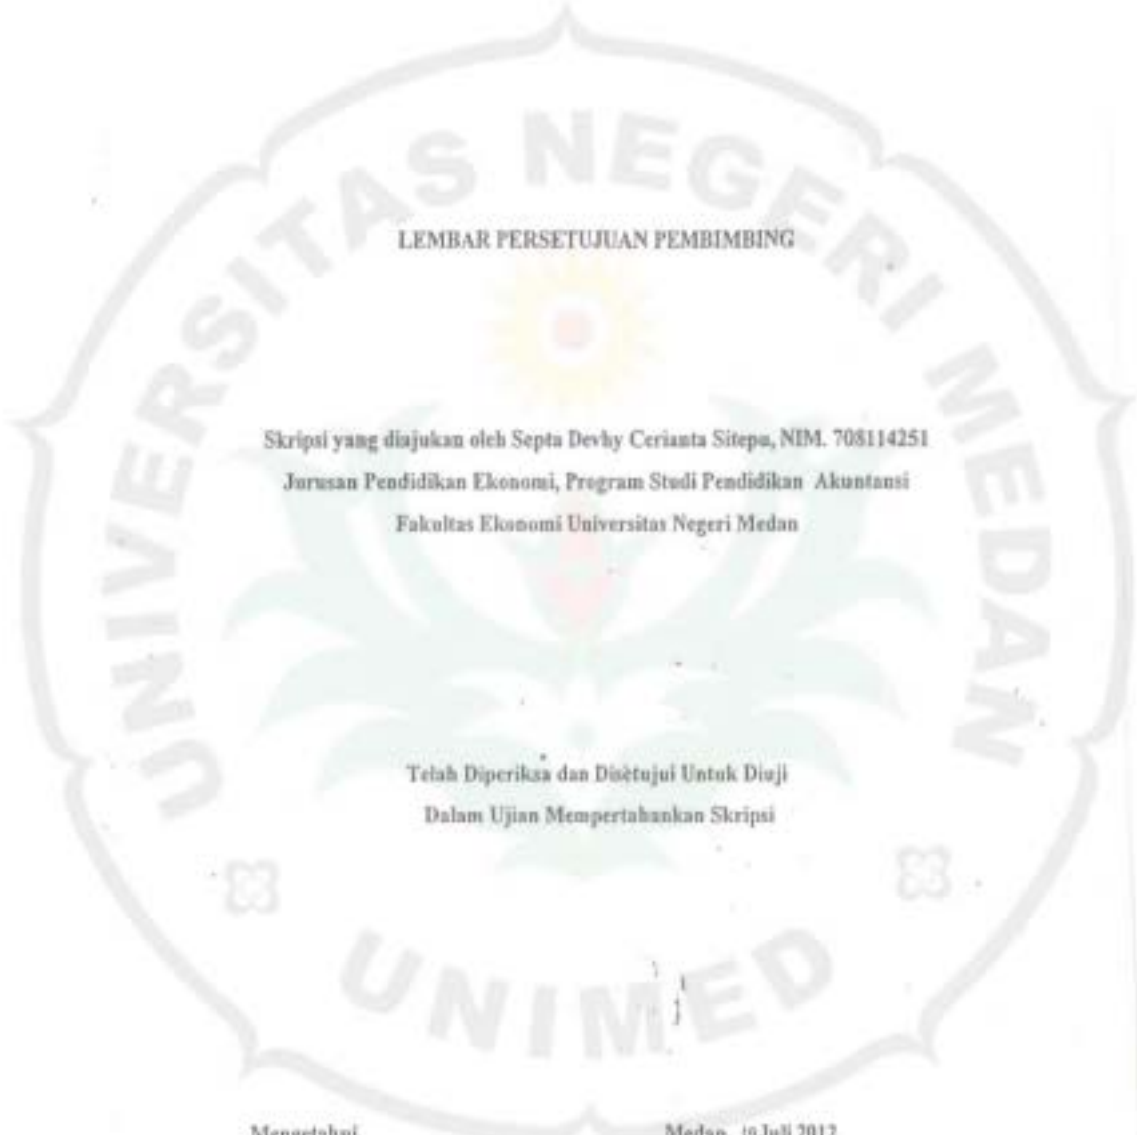 UNIVERSITAS NEGERI MEDAN
LEMBAR PERSETUJUAN PEMBIMBING
Skripsi yang diajukan oleh Septa Devhy Cerianta Sitepu, NIM. 708114251
Jurusan Pendidikan Ekonomi, Program Studi Pendidikan Akuntansi
Fakultas Ekonomi Universitas Negeri Medan
Telah Diperiksa dan Disetujui Untuk Diuji
Dalam Ujian Mempertahankan Skripsi
UNIMED
Mengetahui Medan, Juli 2012